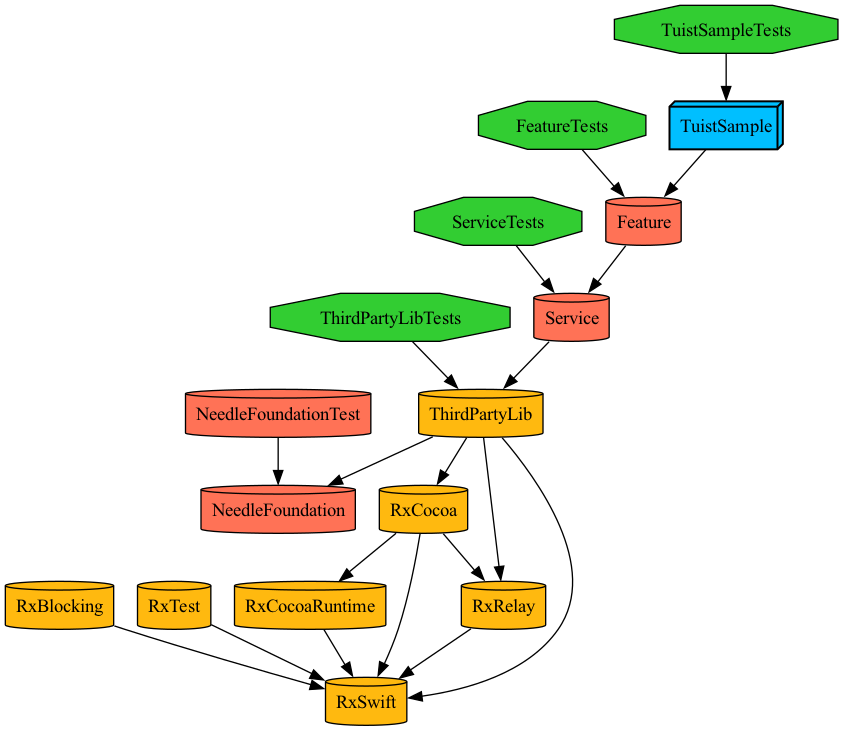 TuistSampleTests
FeatureTests
TuistSample
ServiceTests
Feature
ThirdPartyLibTests
Service
NeedleFoundationTest
ThirdPartyLib
NeedleFoundation
RxCocoa
RxBlocking
RxTest
RxCocoaRuntime
RxRelay
RxSwift